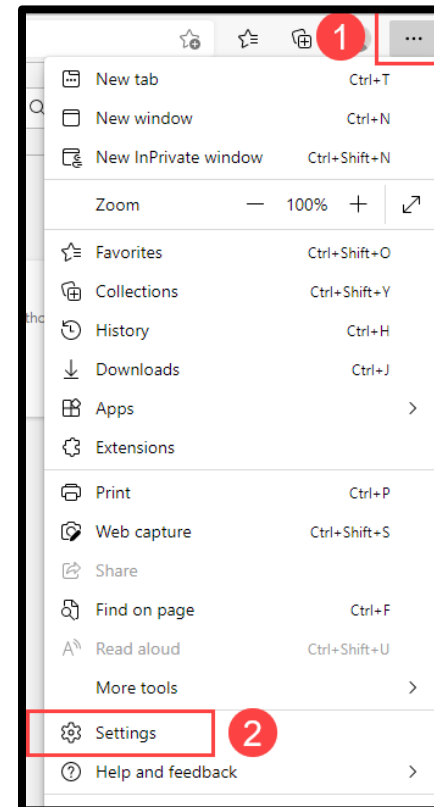 1
...
New tab Ctrl+T
New window Ctrl+N
New InPrivate window Ctrl+Shift+N
Zoom — 100% +
Favorites Ctrl+Shift+O
Collections Ctrl+Shift+Y
thc
History Ctrl+H
Downloads Ctrl+J
Apps >
Extensions
Print Ctrl+P
Web capture Ctrl+Shift+S
Share
Find on page Ctrl+F
Read aloud Ctrl+Shift+U
More tools >
Settings 2
Help and feedback >